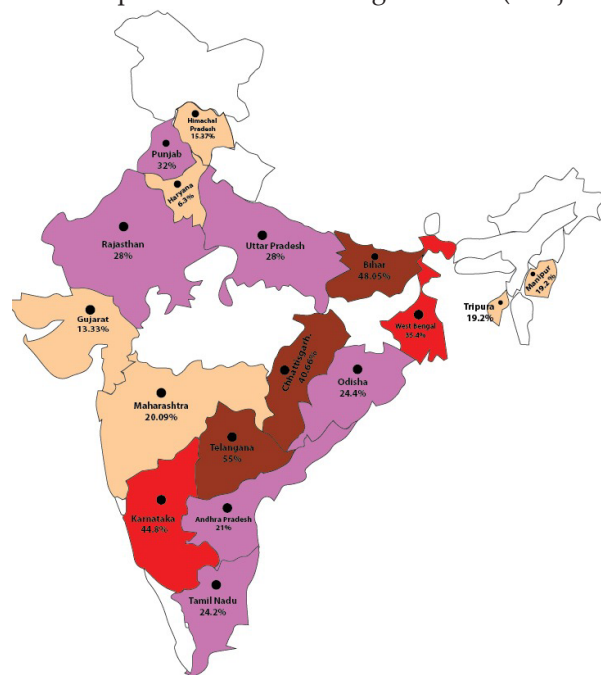 Himachal
Pradesh
15.37%
Punjab
32%
Haryana
6.3%
Rajasthan
28%
Uttar Pradesh
28%
Bihar
48.05%
Manipur
19.2%
Tripura
19.2%
Gujarat
13.33%
West Bengal
35.4%
Chhattisgarh,
40.66%
Odisha
24.4%
Maharashtra
20.09%
Telangana
55%
Karnataka
44.8%
Andhra Pradesh
21%
Tamil Nadu
24.2%